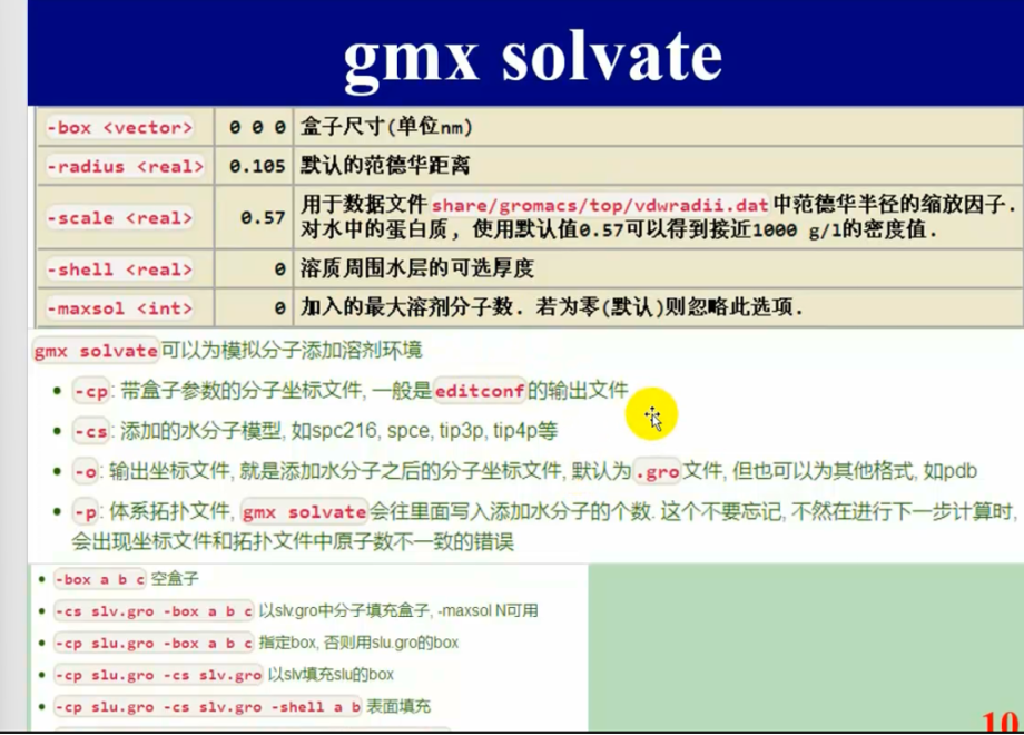 gmx solvate
-box <vector> 0 0 0 盒子尺寸(单位nm)
-radius <real> 0.105 默认的范德华距离
-scale <real> 0.57 用于数据文件share/gromacs/top/vdwradii.dat中范德华半径的缩放因子.
对水中的蛋白质, 使用默认值0.57可以得到接近1000 g/l的密度值.
-shell <real> 0 溶质周围水层的可选厚度
-maxsol <int> 0 加入的最大溶剂分子数. 若为零(默认)则忽略此选项.
gmx solvate可以为模拟分子添加溶剂环境
• -cp: 带盒子参数的分子坐标文件, 一般是editconf的输出文件
• -cs: 添加的水分子模型, 如spc216, spce, tip3p, tip4p等
• -o: 输出坐标文件, 就是添加水分子之后的分子坐标文件, 默认为.gro文件, 但也可以为其他格式, 如pdb
• -p: 体系拓扑文件, gmx solvate会往里面写入添加水分子的个数. 这个不要忘记, 不然在进行下一步计算时,
会出现坐标文件和拓扑文件中原子数不一致的错误
• -box a b c 空盒子
• -cs slv.gro -box a b c 以slv.gro中分子填充盒子, -maxsol N可用
• -cp slu.gro -box a b c 指定box, 否则用slu.gro的box
• -cp slu.gro -cs slv.gro 以slv填充slu的box
• -cp slu.gro -cs slv.gro -shell a b 表面填充
10